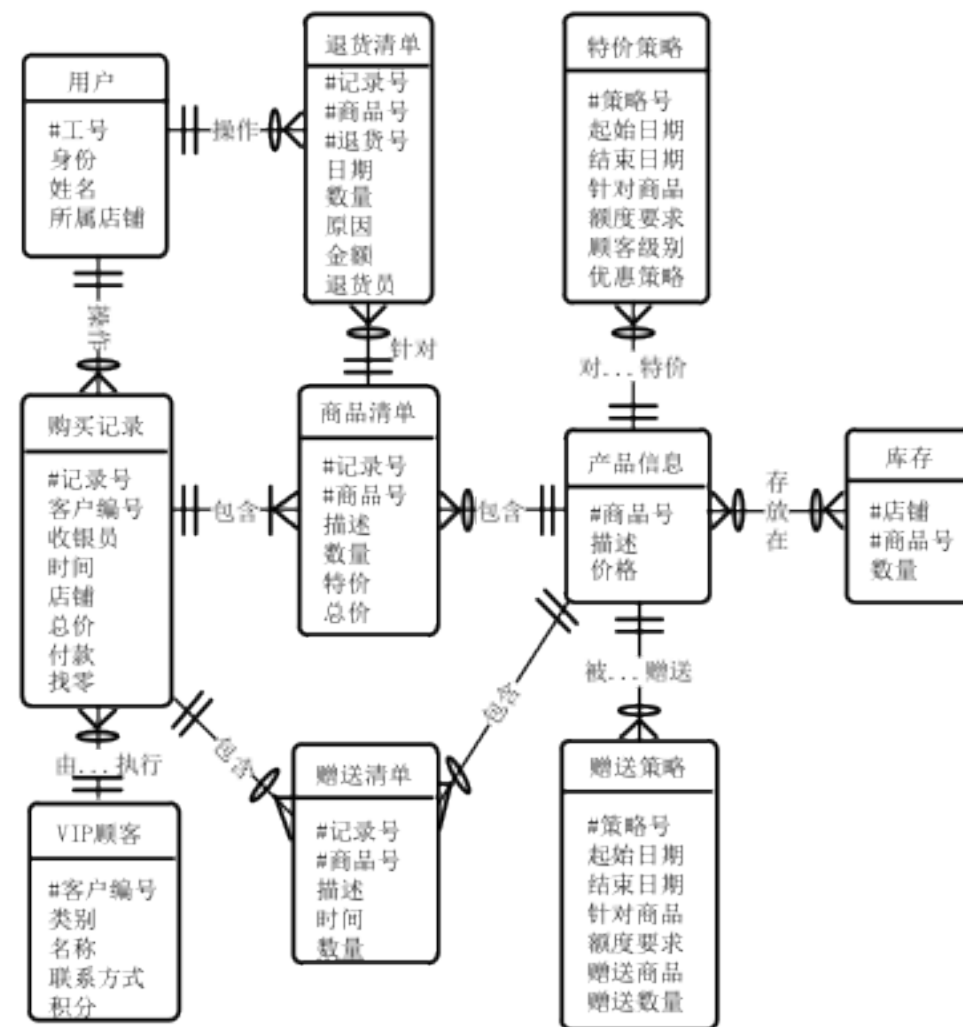 用户
#工号
身份
姓名
所属店铺
操作
退货清单
#记录号
#商品号
#退货号
日期
数量
原因
金额
退货员
特价策略
#策略号
起始日期
结束日期
针对商品
额度要求
顾客级别
优惠策略
操作
针对
对...特价
购买记录
#记录号
客户编号
收银员
时间
店铺
总价
付款
找零
包含
商品清单
#记录号
#商品号
描述
数量
特价
总价
包含
产品信息
#商品号
描述
价格
存
放
在
库存
#店铺
#商品号
数量
由...执行
包含
包含
被...赠送
VIP顾客
#客户编号
类别
名称
联系方式
积分
赠送清单
#记录号
#商品号
描述
时间
数量
赠送策略
#策略号
起始日期
结束日期
针对商品
额度要求
赠送商品
赠送数量